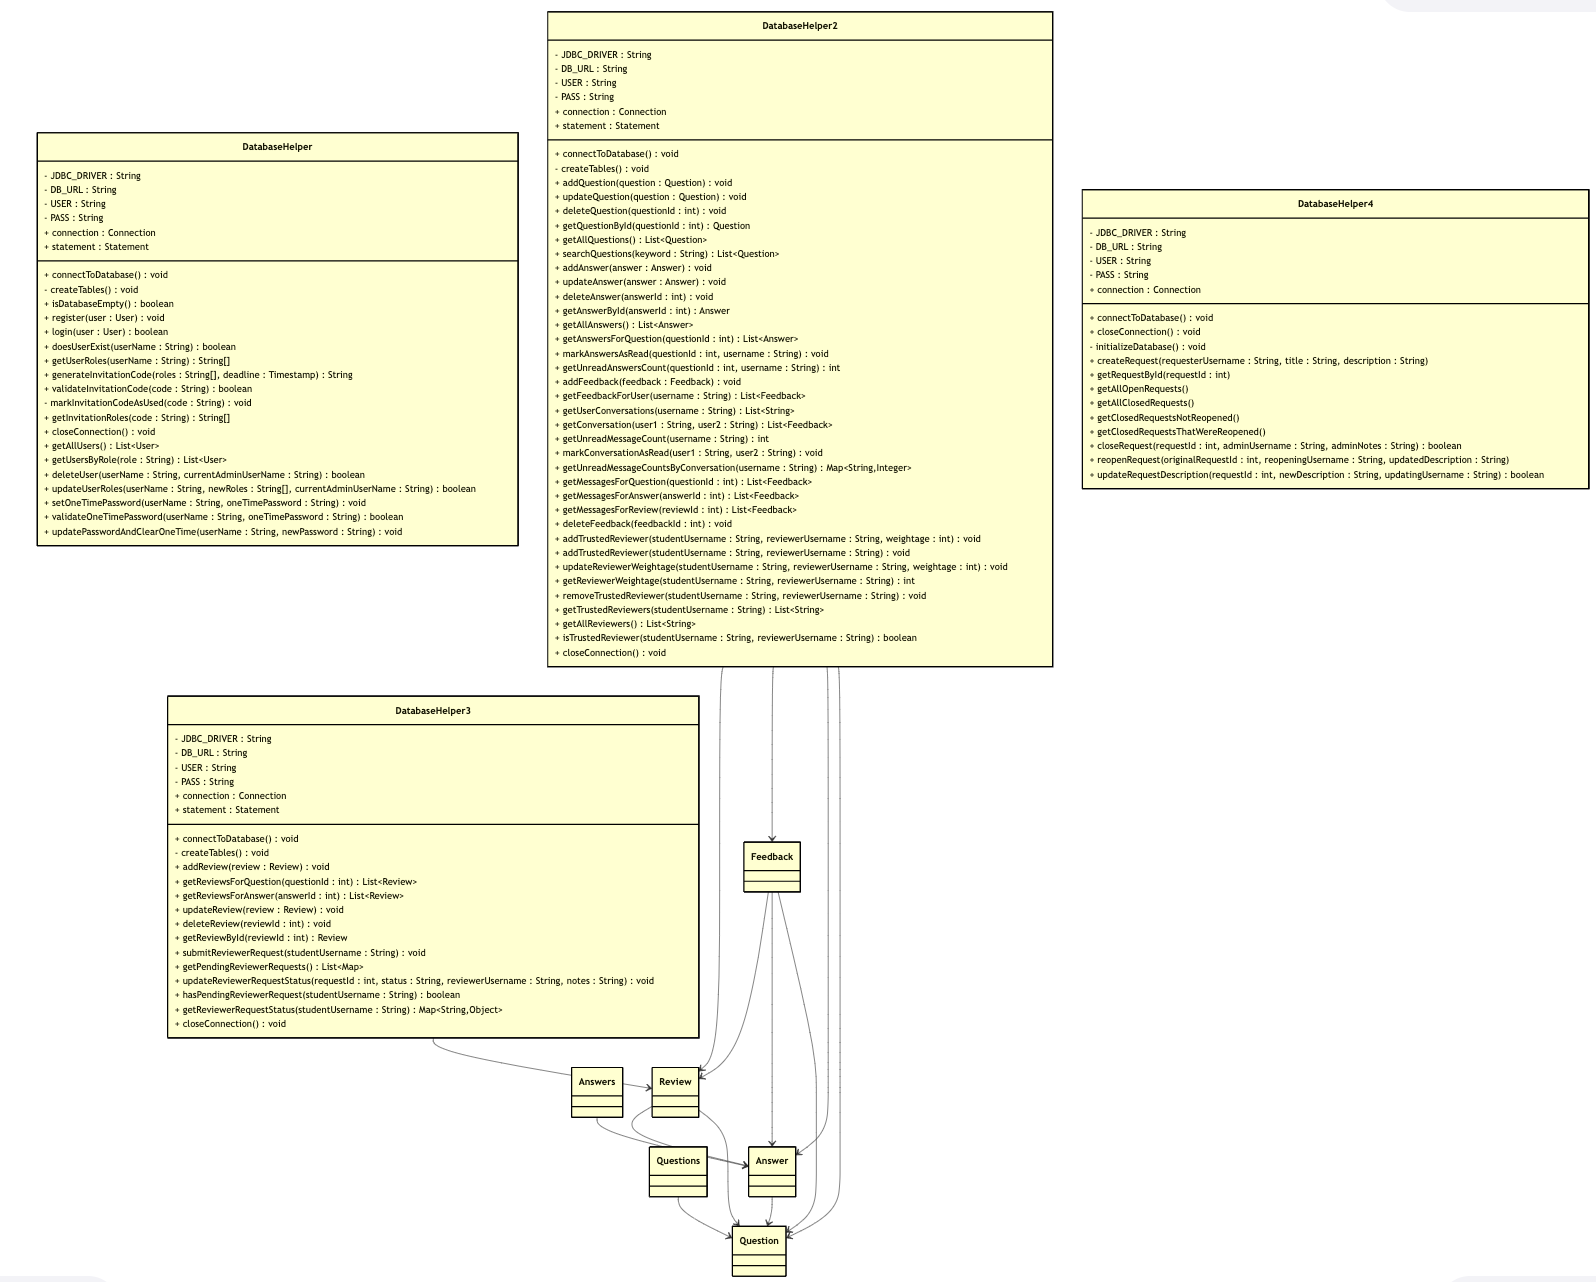 DatabaseHelper2
- JDBC_DRIVER : String
- DB_URL : String
- USER : String
- PASS : String
+ connection : Connection
+ statement : Statement
+ connectToDatabase() : void
- createTables() : void
+ addQuestion(question : Question) : void
+ updateQuestion(question : Question) : void
+ deleteQuestion(questionId : int) : void
+ getQuestionById(questionId : int) : Question
+ getAllQuestions() : List<Question>
+ searchQuestions(keyword : String) : List<Question>
+ addAnswer(answer : Answer) : void
+ updateAnswer(answer : Answer) : void
+ deleteAnswer(answerId : int) : void
+ getAnswerById(answerId : int) : Answer
+ getAllAnswers() : List<Answer>
+ getAnswersForQuestion(questionId : int) : List<Answer>
+ markAnswersAsRead(questionId : int, username : String) : void
+ getUnreadAnswersCount(questionId : int, username : String) : int
+ addFeedback(feedback : Feedback) : void
+ getFeedbackForUser(username : String) : List<Feedback>
+ getUserConversations(username : String) : List<String>
+ getConversation(user1 : String, user2 : String) : List<Feedback>
+ getUnreadMessageCount(username : String) : int
+ markConversationAsRead(user1 : String, user2 : String) : void
+ getUnreadMessageCountsByConversation(username : String) : Map<String,Integer>
+ getMessagesForQuestion(questionId : int) : List<Feedback>
+ getMessagesForAnswer(answerId : int) : List<Feedback>
+ getMessagesForReview(reviewId : int) : List<Feedback>
+ deleteFeedback(feedbackId : int) : void
+ addTrustedReviewer(studentUsername : String, reviewerUsername : String, weightage : int) : void
+ addTrustedReviewer(studentUsername : String, reviewerUsername : String) : void
+ updateReviewerWeightage(studentUsername : String, reviewerUsername : String, weightage : int) : void
+ getReviewerWeightage(studentUsername : String, reviewerUsername : String) : int
+ removeTrustedReviewer(studentUsername : String, reviewerUsername : String) : void
+ getTrustedReviewers(studentUsername : String) : List<String>
+ getAllReviewers() : List<String>
+ isTrustedReviewer(studentUsername : String, reviewerUsername : String) : boolean
+ closeConnection() : void
DatabaseHelper
- JDBC_DRIVER : String
- DB_URL : String
- USER : String
- PASS : String
+ connection : Connection
+ statement : Statement
+ connectToDatabase() : void
- createTables() : void
+ isDatabaseEmpty() : boolean
+ register(user : User) : void
+ login(user : User) : boolean
+ doesUserExist(userName : String) : boolean
+ getUserRoles(userName : String) : String[]
+ generateInvitationCode(roles : String[], deadline : Timestamp) : String
+ validateInvitationCode(code : String) : boolean
- markInvitationCodeAsUsed(code : String) : void
+ getInvitationRoles(code : String) : String[]
+ closeConnection() : void
+ getAllUsers() : List<User>
+ getUsersByRole(role : String) : List<User>
+ deleteUser(userName : String, currentAdminUserName : String) : boolean
+ updateUserRoles(userName : String, newRoles : String[], currentAdminUserName : String) : boolean
+ setOneTimePassword(userName : String, oneTimePassword : String) : void
+ validateOneTimePassword(userName : String, oneTimePassword : String) : boolean
+ updatePasswordAndClearOneTime(userName : String, newPassword : String) : void
DatabaseHelper4
- JDBC_DRIVER : String
- DB_URL : String
- USER : String
- PASS : String
+ connection : Connection
+ connectToDatabase() : void
+ closeConnection() : void
- initializeDatabase() : void
+ createRequest(requesterUsername : String, title : String, description : String)
+ getRequestById(requestId : int)
+ getAllOpenRequests()
+ getAllClosedRequests()
+ getClosedRequestsNotReopened()
+ getClosedRequestsThatWereReopened()
+ closeRequest(requestId : int, adminUsername : String, adminNotes : String) : boolean
+ reopenRequest(originalRequestId : int, reopeningUsername : String, updatedDescription : String)
+ updateRequestDescription(requestId : int, newDescription : String, updatingUsername : String) : boolean
DatabaseHelper3
- JDBC_DRIVER : String
- DB_URL : String
- USER : String
- PASS : String
+ connection : Connection
+ statement : Statement
+ connectToDatabase() : void
- createTables() : void
+ addReview(review : Review) : void
+ getReviewsForQuestion(questionId : int) : List<Review>
+ getReviewsForAnswer(answerId : int) : List<Review>
+ updateReview(review : Review) : void
+ deleteReview(reviewId : int) : void
+ getReviewById(reviewId : int) : Review
+ submitReviewerRequest(studentUsername : String) : void
+ getPendingReviewerRequests() : List<Map>
+ updateReviewerRequestStatus(requestId : int, status : String, reviewerUsername : String, notes : String) : void
+ hasPendingReviewerRequest(studentUsername : String) : boolean
+ getReviewerRequestStatus(studentUsername : String) : Map<String,Object>
+ closeConnection() : void
Feedback
Answers
Review
Questions
Answer
Question